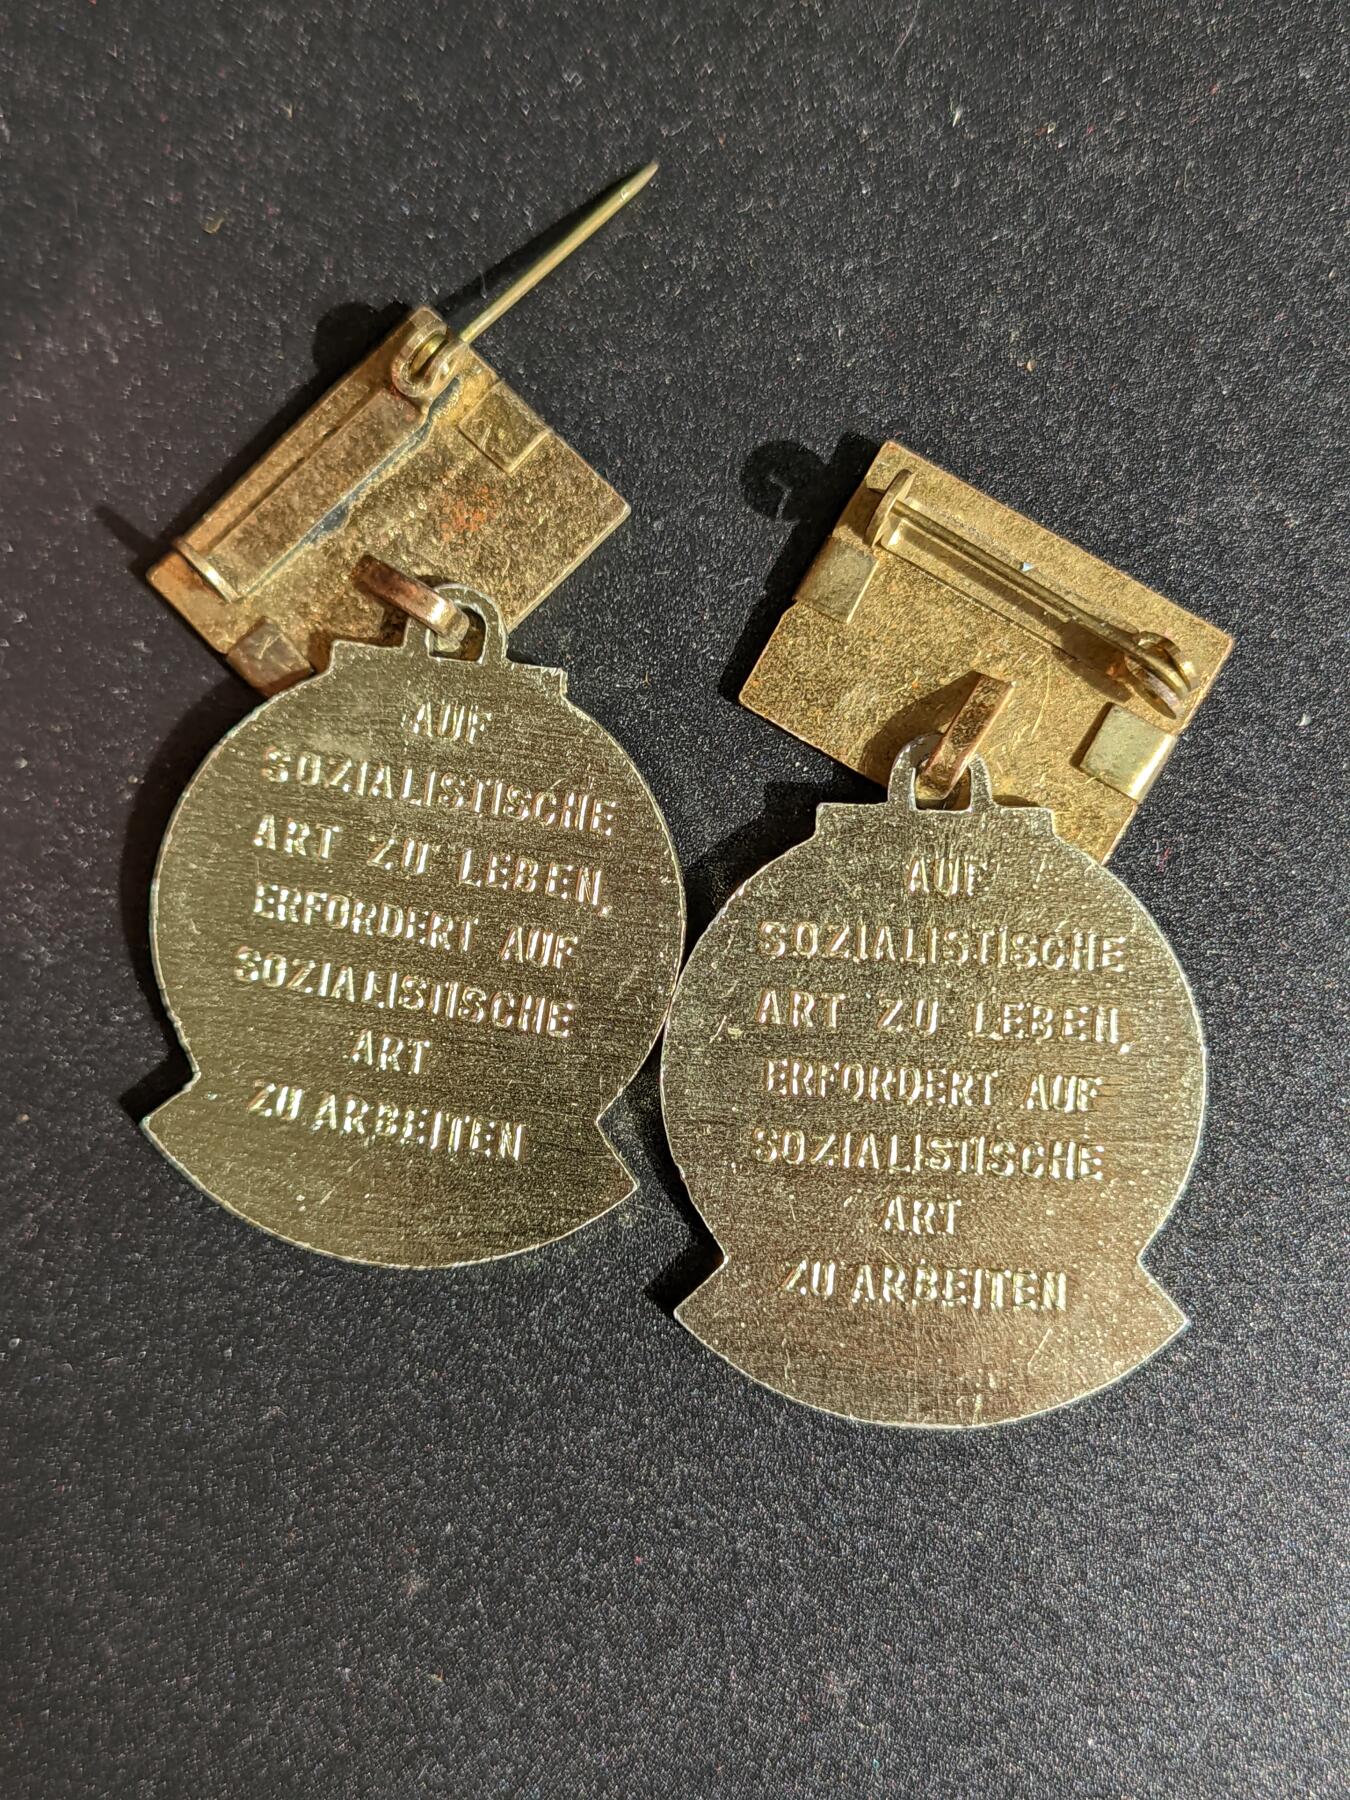 AUF
SOZIALISTISCHE
ART ZU LEBEN,
ERFORDERT AUF
SOZIALISTISCHE
ART
ZU ARBEITEN
AUF
SOZIALISTISCHE
ART ZU LEBEN,
ERFORDERT AUF
SOZIALISTISCHE
ART
ZU ARBEITEN